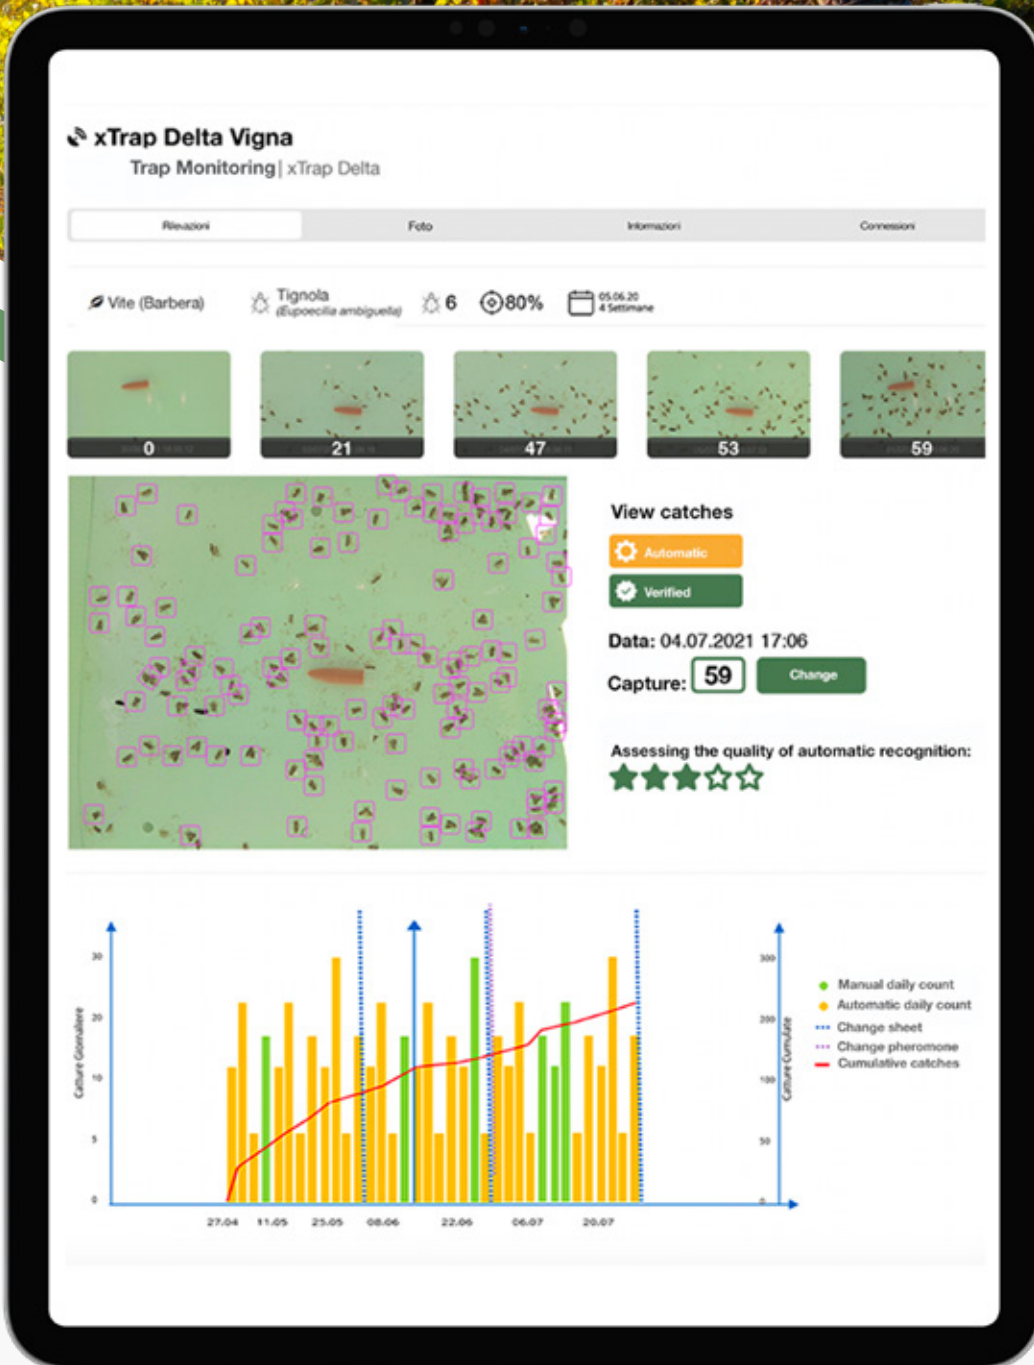 xTrap Delta Vigna
Trap Monitoring| xTrap Delta
Rilevazioni Foto Informazioni Connessioni
Vite (Barbera)
Tignola
(Eupoecilia ambiguella)
6
80%
05.06.20
4 Settimane
0 21 47 53 59
View catches
Automatic
Verified
Data: 04.07.2021 17:06
Capture: 59 Change
Assessing the quality of automatic recognition:
Catture Giornaliere
30
20
10
5
0
27.04 11.05 25.05 08.06 22.06 06.07 20.07
300
200
100
50
0
Catture Cumulate
Manual daily count
Automatic daily count
Change sheet
Change pheromone
Cumulative catches